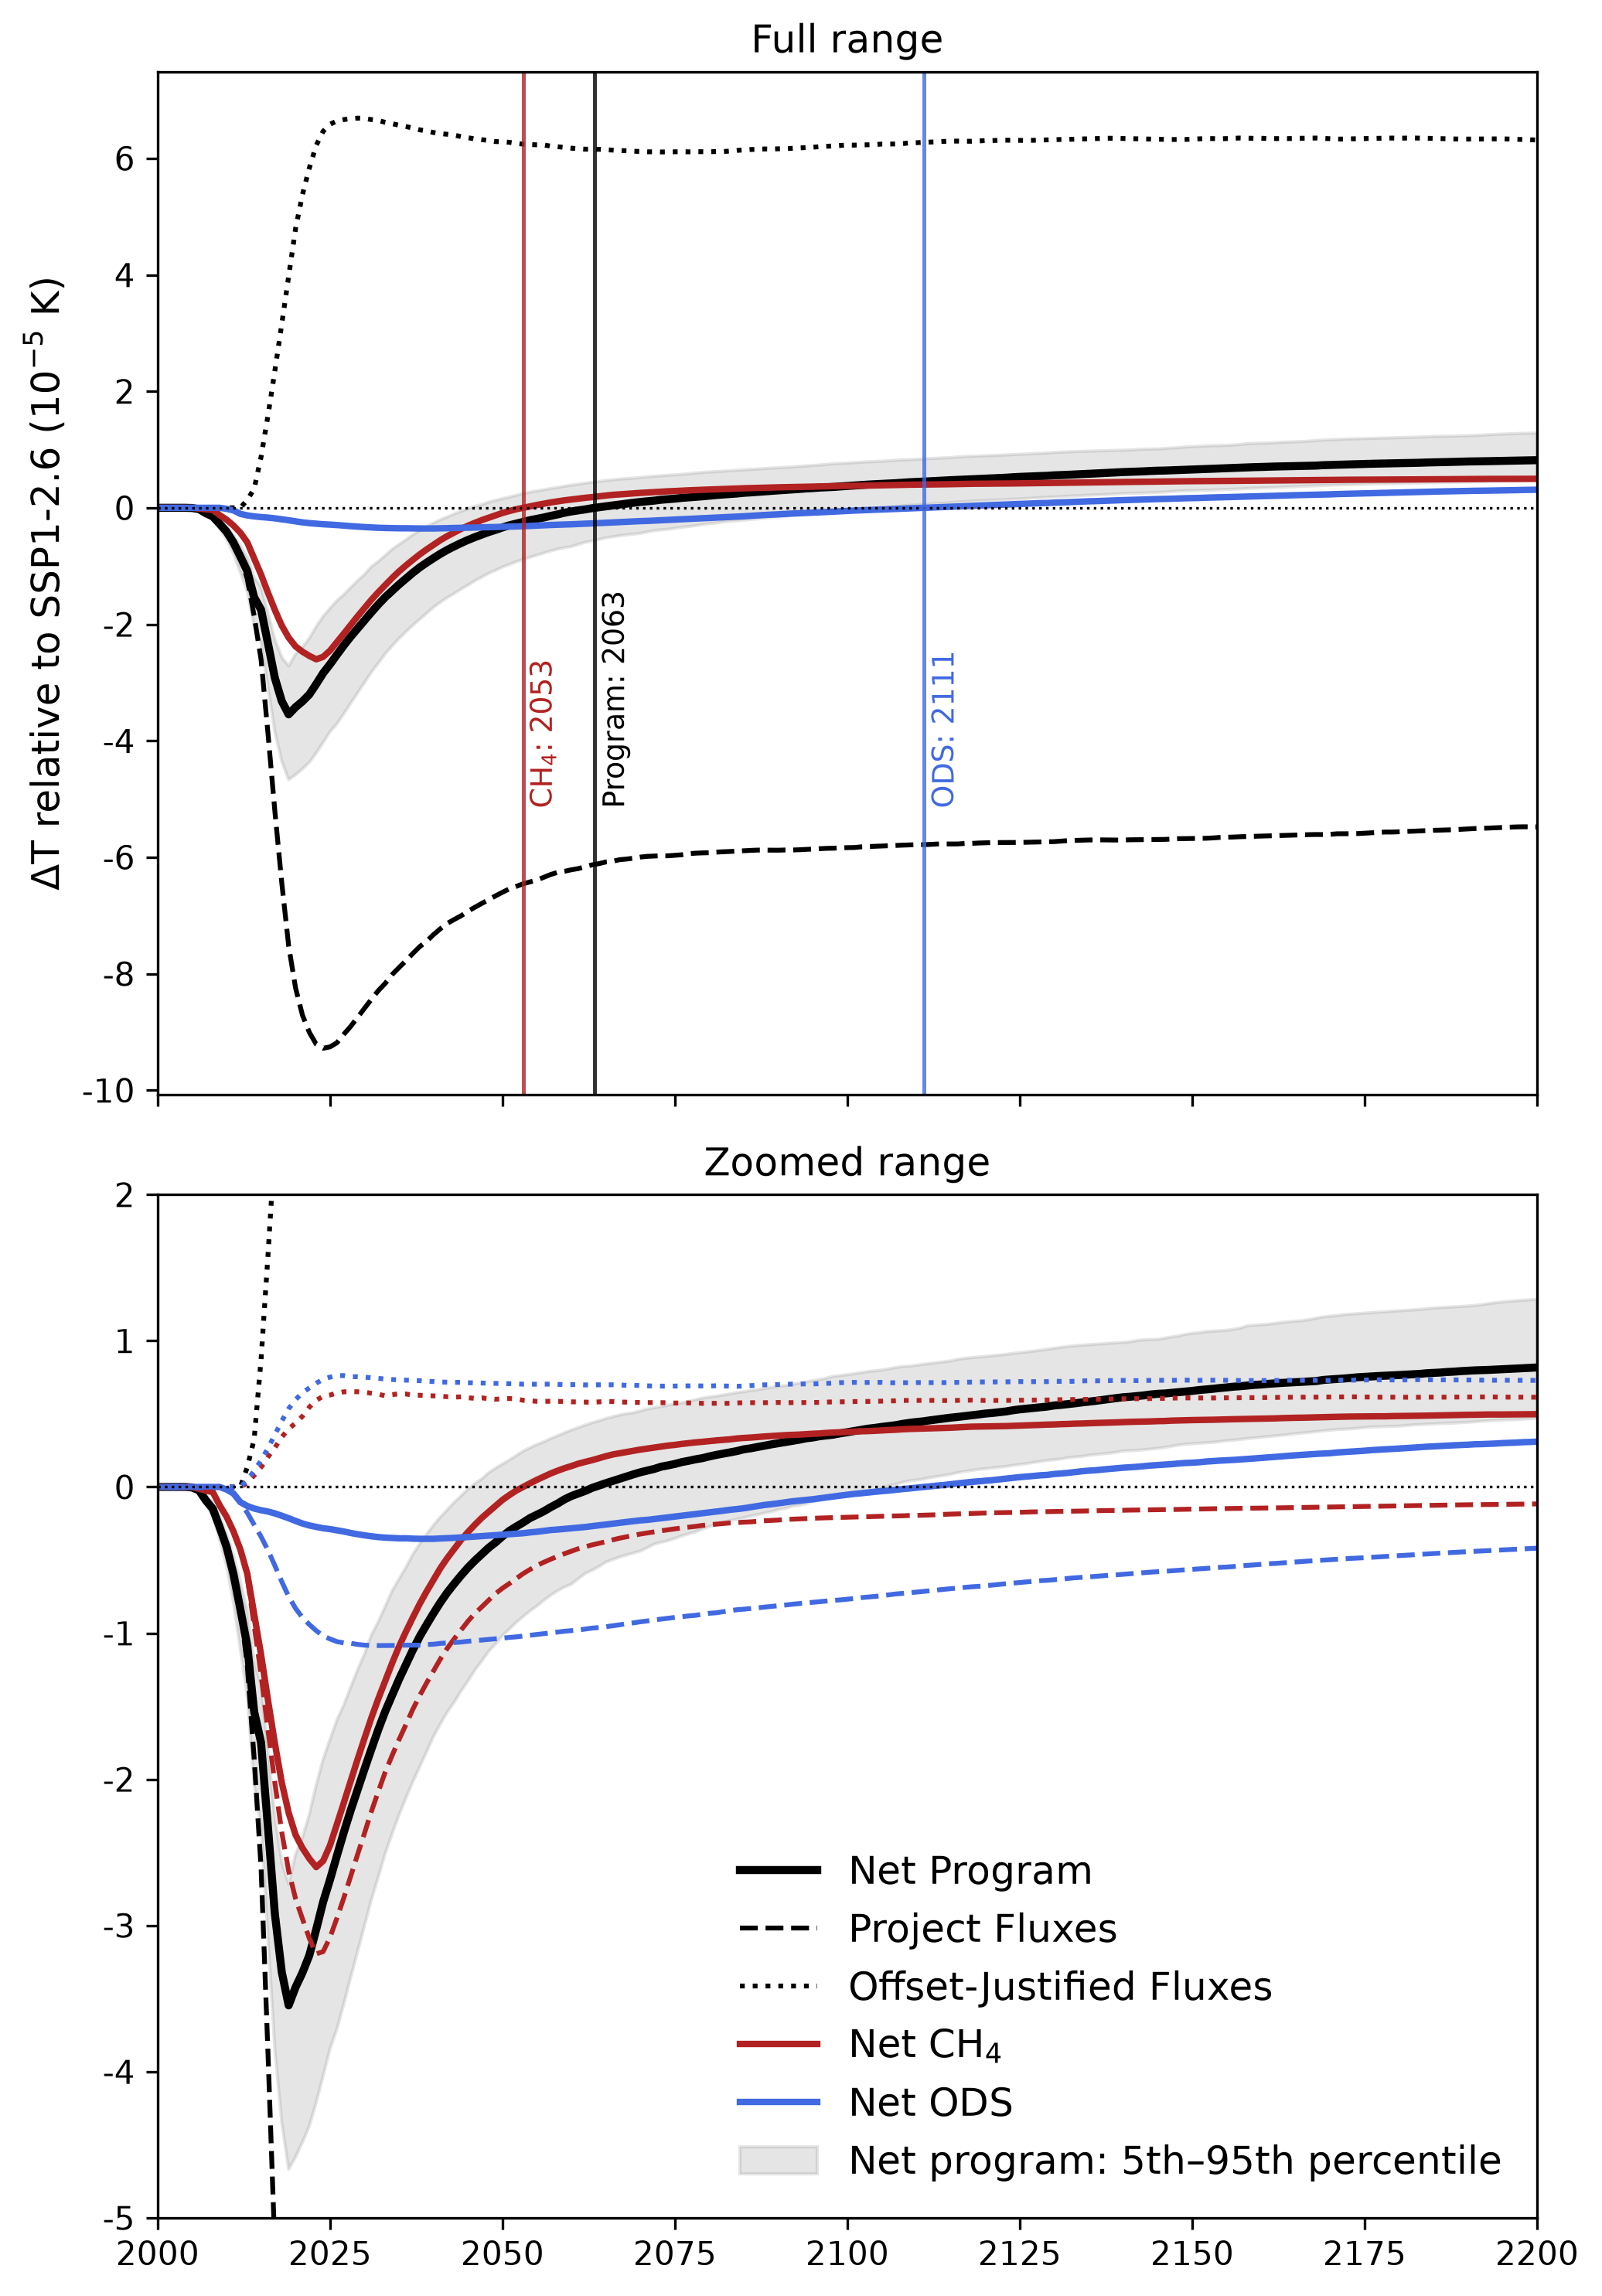 Full range
ΔT relative to SSP1-2.6 (10⁻⁵ K)
6
4
2
0
-2
-4
-6
-8
-10
CH₄: 2053
Program: 2063
ODS: 2111
Zoomed range
2
1
0
-1
-2
-3
-4
-5
Net Program
Project Fluxes
Offset-Justified Fluxes
Net CH₄
Net ODS
Net program: 5th–95th percentile
2000 2025 2050 2075 2100 2125 2150 2175 2200